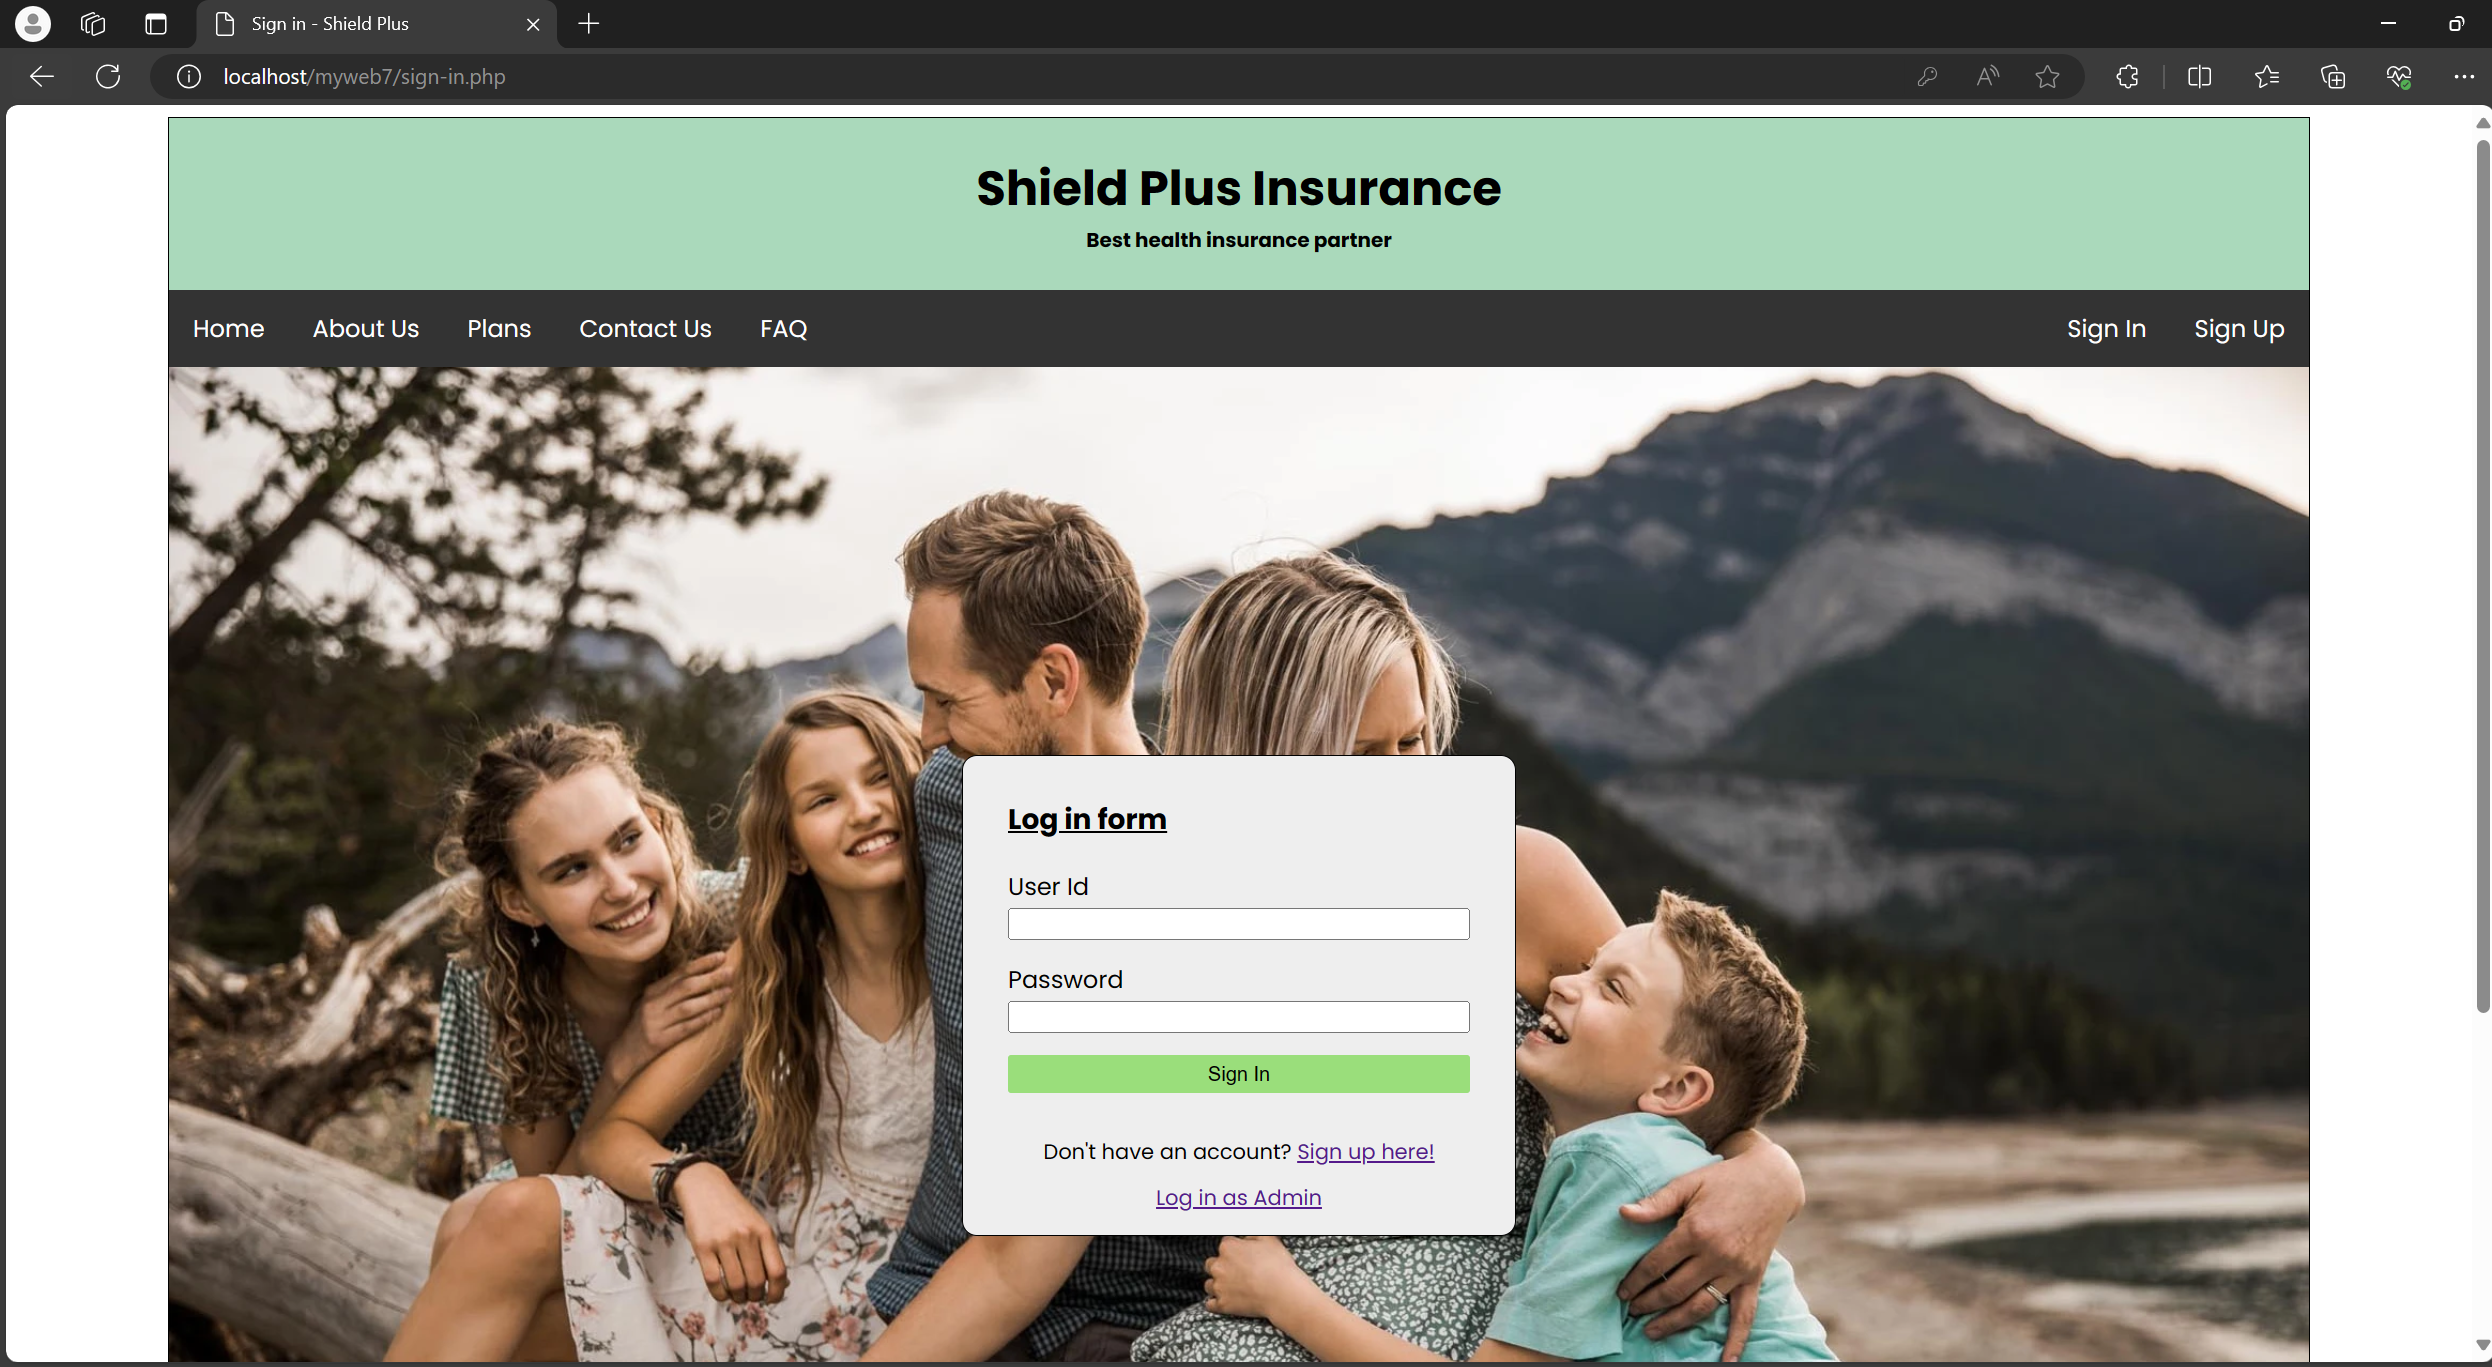 Sign in - Shield Plus
localhost/myweb7/sign-in.php
Shield Plus Insurance
Best health insurance partner
Home About Us Plans Contact Us FAQ Sign In Sign Up
Log in form
User Id
Password
Sign In
Don't have an account? Sign up here!
Log in as Admin